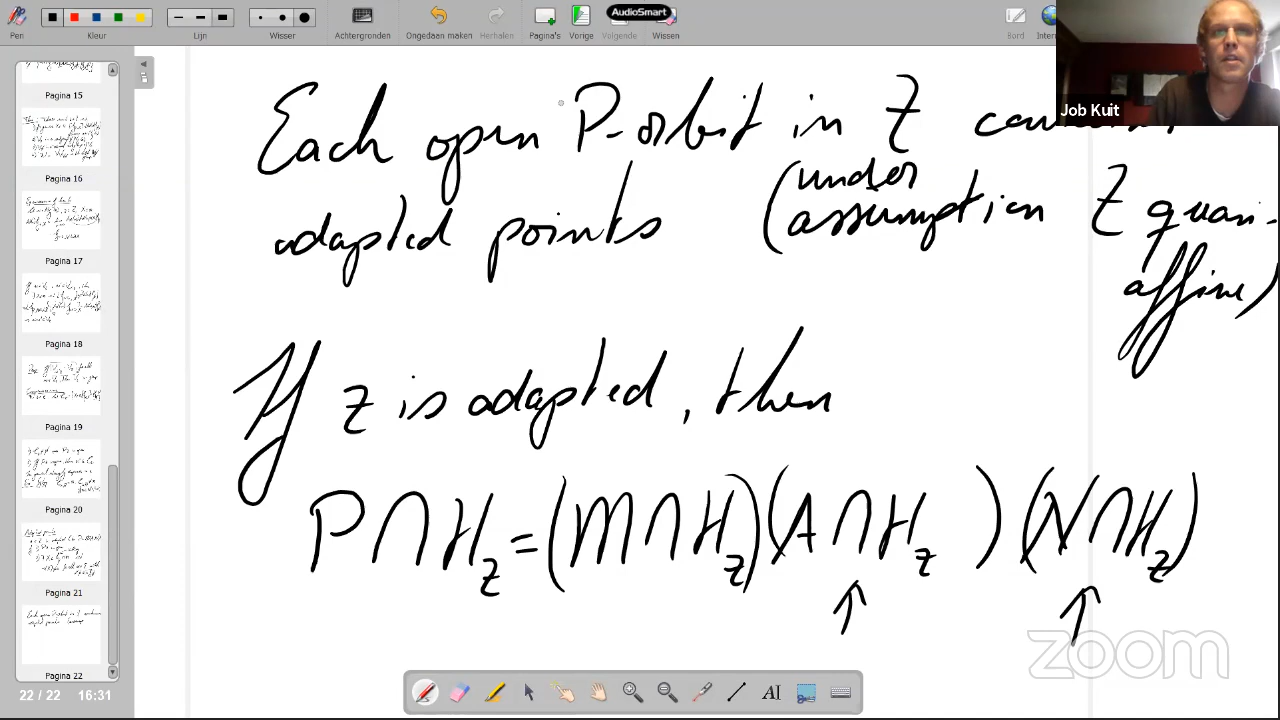 AudioSmart
Pen Kleur Lijn Wisser Achtergronden Ongedaan maken Herhalen Pagina's Vorige Volgende Wissen Bord
Job Kuit
Pagina 15
Pagina 16
Pagina 17
Pagina 18
Pagina 19
Pagina 20
Pagina 21
Pagina 22
22 / 22 16:31
Each open P-orbit in Z
adapted points (under assumption Z quasi-
affine)
If z is adapted, then
P∩H_z = (M∩H_z)(A∩H_z)(N∩H_z)
↑ ↑
zoom
AI